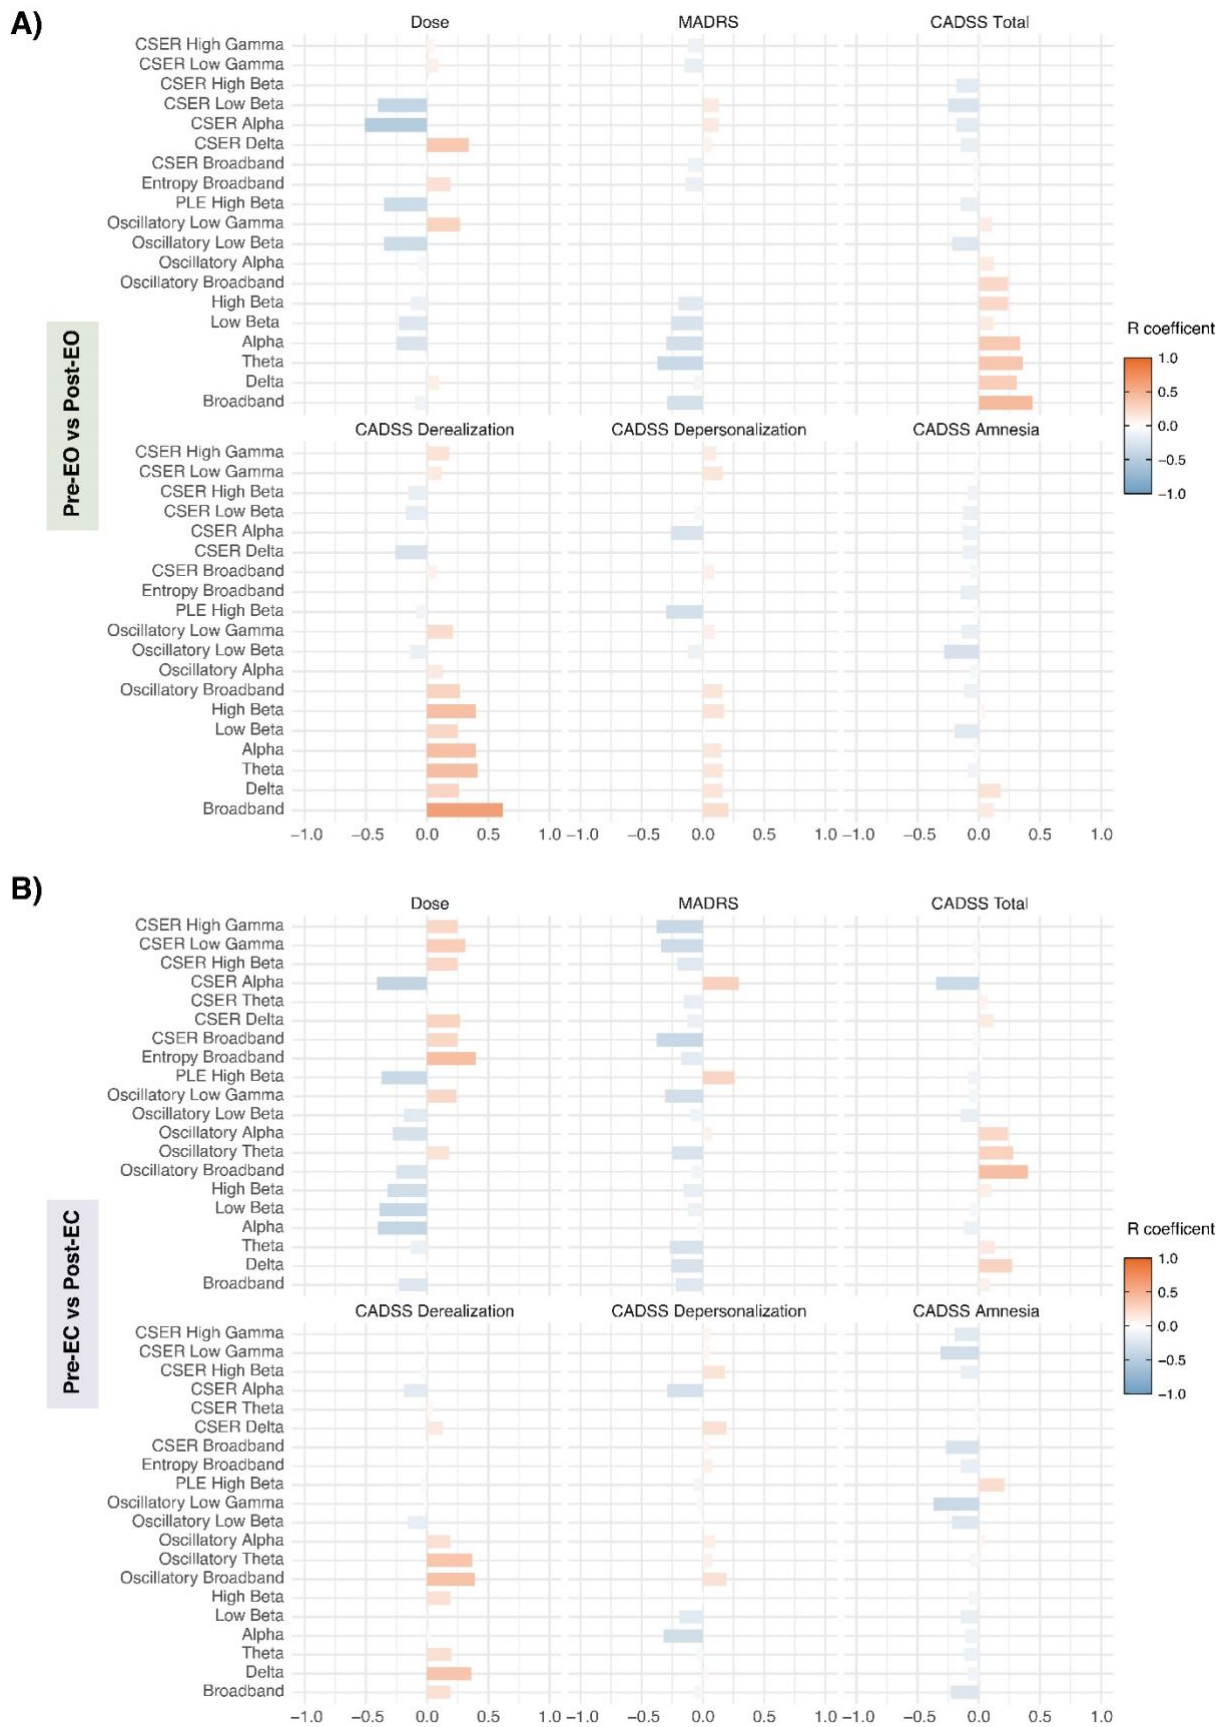 A)
Dose MADRS CADSS Total
CSER High Gamma
CSER Low Gamma
CSER High Beta
CSER Low Beta
CSER Alpha
CSER Delta
CSER Broadband
Entropy Broadband
PLE High Beta
Oscillatory Low Gamma
Oscillatory Low Beta
Oscillatory Alpha
Oscillatory Broadband
High Beta
Low Beta
Alpha
Theta
Delta
Broadband
Pre-EO vs Post-EO
R coefficent
1.0
0.5
0.0
−0.5
−1.0
CADSS Derealization CADSS Depersonalization CADSS Amnesia
CSER High Gamma
CSER Low Gamma
CSER High Beta
CSER Low Beta
CSER Alpha
CSER Delta
CSER Broadband
Entropy Broadband
PLE High Beta
Oscillatory Low Gamma
Oscillatory Low Beta
Oscillatory Alpha
Oscillatory Broadband
High Beta
Low Beta
Alpha
Theta
Delta
Broadband
−1.0 −0.5 0.0 0.5 1.0 −1.0 −0.5 0.0 0.5 1.0 −1.0 −0.5 0.0 0.5 1.0
B)
Dose MADRS CADSS Total
CSER High Gamma
CSER Low Gamma
CSER High Beta
CSER Alpha
CSER Theta
CSER Delta
CSER Broadband
Entropy Broadband
PLE High Beta
Oscillatory Low Gamma
Oscillatory Low Beta
Oscillatory Alpha
Oscillatory Theta
Oscillatory Broadband
High Beta
Low Beta
Alpha
Theta
Delta
Broadband
Pre-EC vs Post-EC
R coefficent
1.0
0.5
0.0
−0.5
−1.0
CADSS Derealization CADSS Depersonalization CADSS Amnesia
CSER High Gamma
CSER Low Gamma
CSER High Beta
CSER Alpha
CSER Theta
CSER Delta
CSER Broadband
Entropy Broadband
PLE High Beta
Oscillatory Low Gamma
Oscillatory Low Beta
Oscillatory Alpha
Oscillatory Theta
Oscillatory Broadband
High Beta
Low Beta
Alpha
Theta
Delta
Broadband
−1.0 −0.5 0.0 0.5 1.0 −1.0 −0.5 0.0 0.5 1.0 −1.0 −0.5 0.0 0.5 1.0